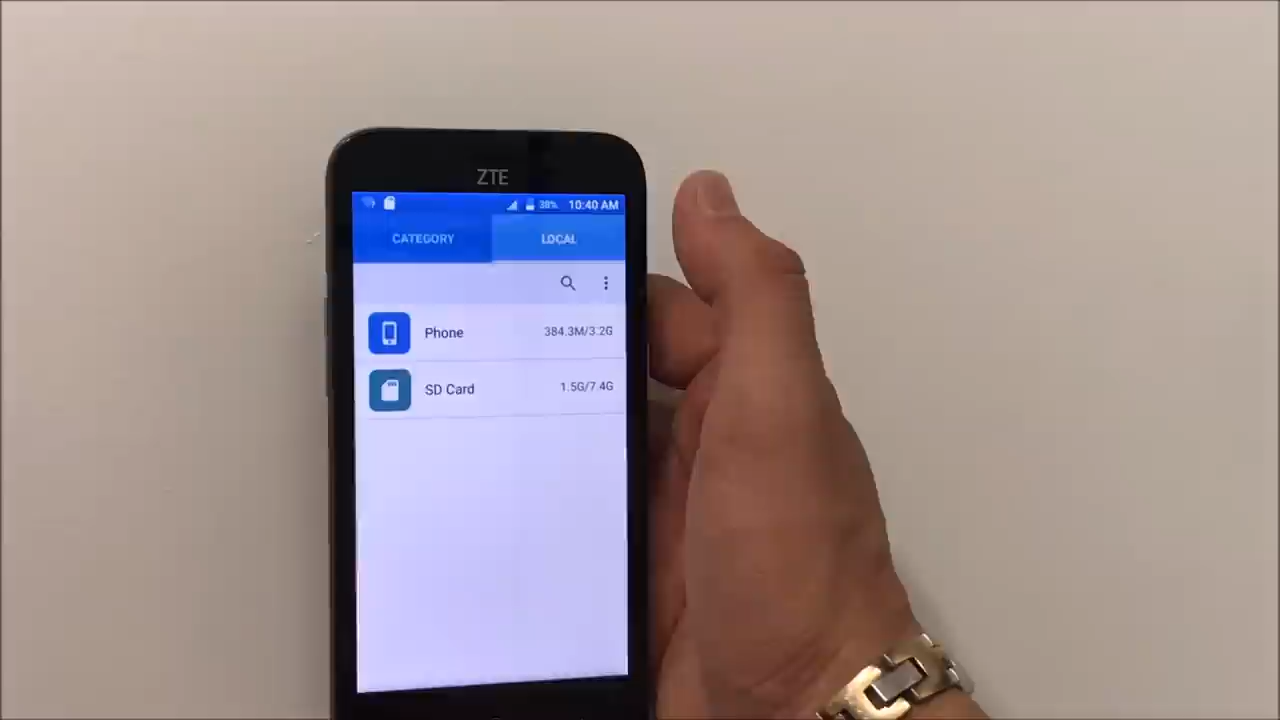 ZTE
38% 10:40 AM
CATEGORY LOCAL
Phone 384.3M/3.2G
SD Card 1.5G/7.4G